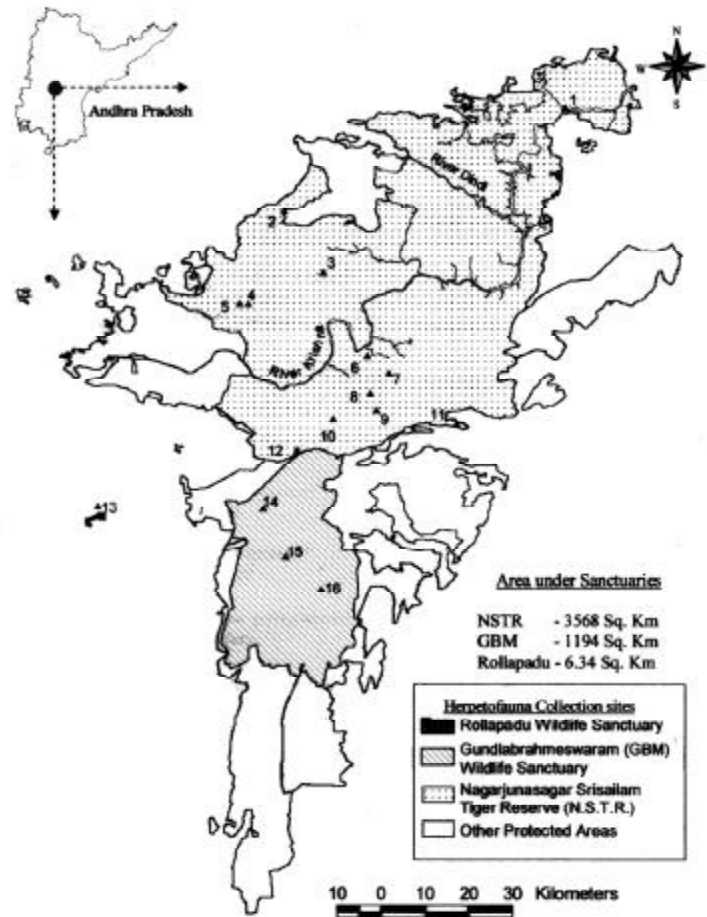 N
W
S
Andhra Pradesh
1
River Dindi
2
3
5 4
River Krishna
6
7
8
9
10
11
12
13
14
15
16
Area under Sanctuaries
NSTR - 3568 Sq. Km
GBM - 1194 Sq. Km
Rollapadu - 6.34 Sq. Km
Herpetofauna Collection sites
Rollapadu Wildlife Sanctuary
Gundlabrahmeswaram (GBM)
Wildlife Sanctuary
Nagarjunasagar Srisailam
Tiger Reserve (N.S.T.R.)
Other Protected Areas
10 0 10 20 30 Kilometers